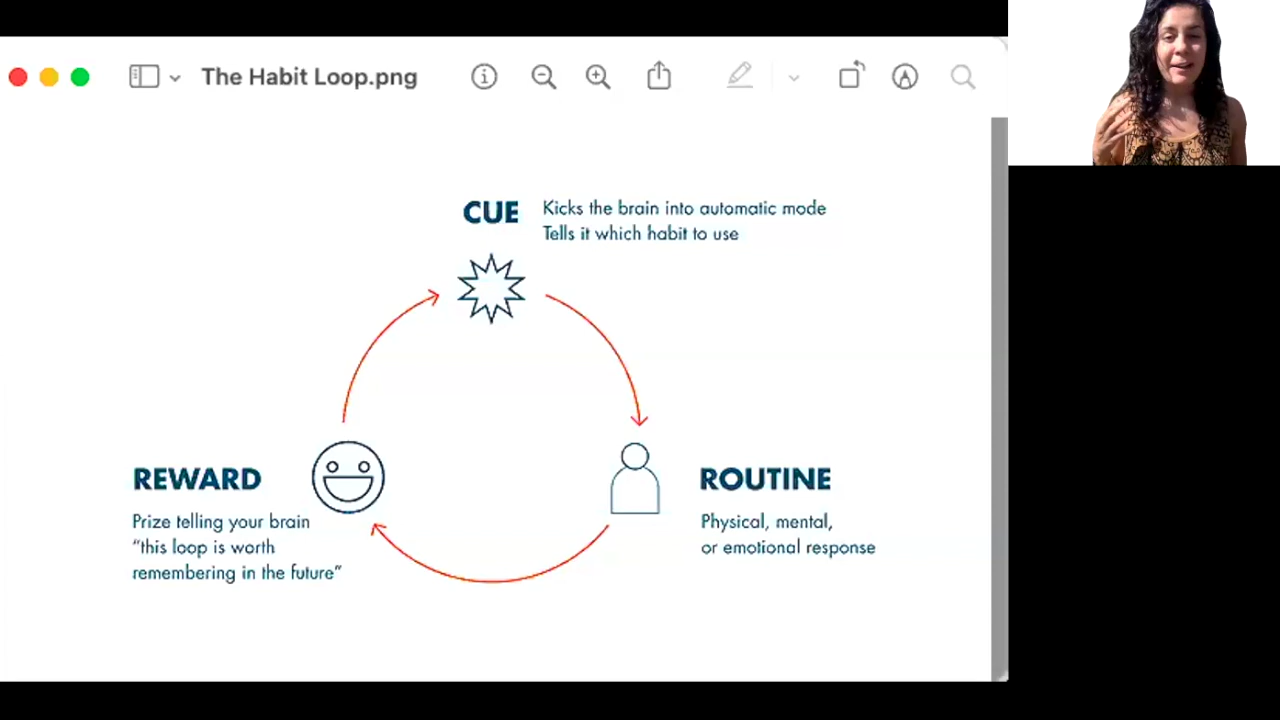 The Habit Loop.png
CUE
Kicks the brain into automatic mode
Tells it which habit to use
REWARD
Prize telling your brain
“this loop is worth
remembering in the future”
ROUTINE
Physical, mental,
or emotional response